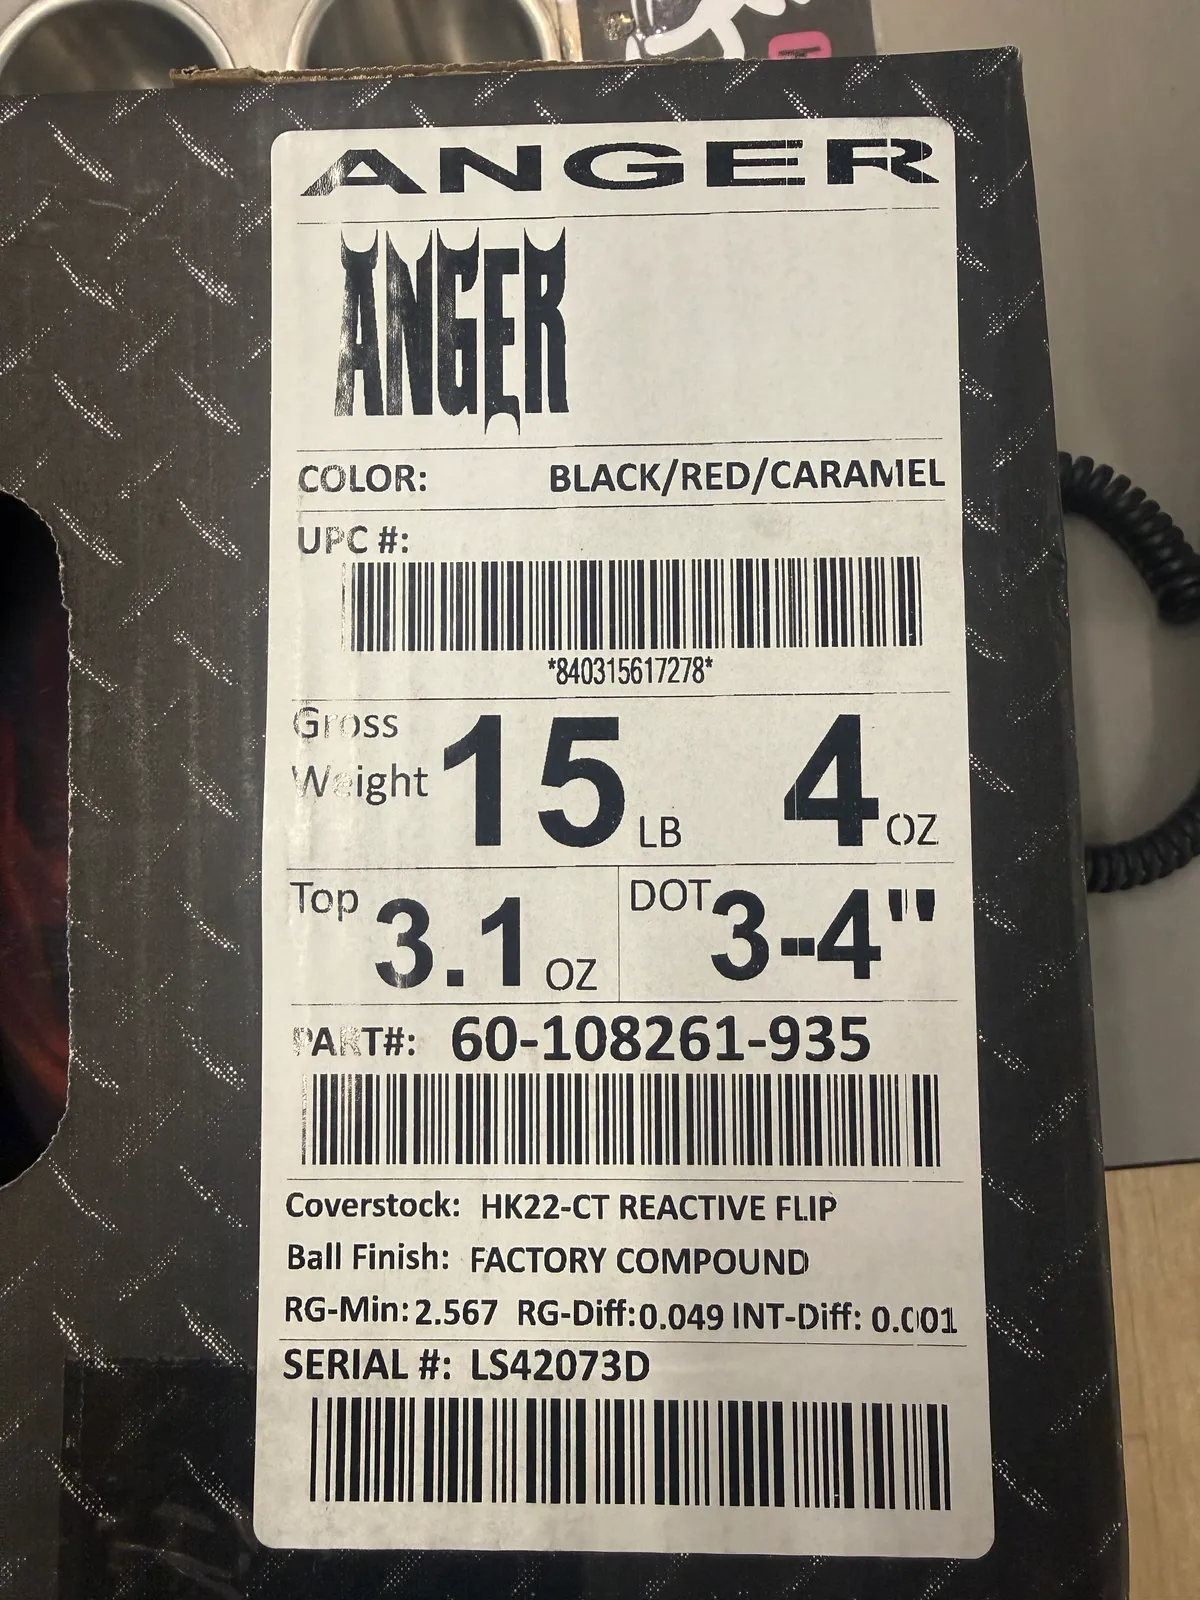 ANGER
ANGER
COLOR: BLACK/RED/CARAMEL
UPC #:
*840315617278*
Gross Weight 15 LB 4 OZ
Top 3.1 OZ DOT 3-4"
PART#: 60-108261-935
Coverstock: HK22-CT REACTIVE FLIP
Ball Finish: FACTORY COMPOUND
RG-Min: 2.567 RG-Diff: 0.049 INT-Diff: 0.001
SERIAL #: LS42073D